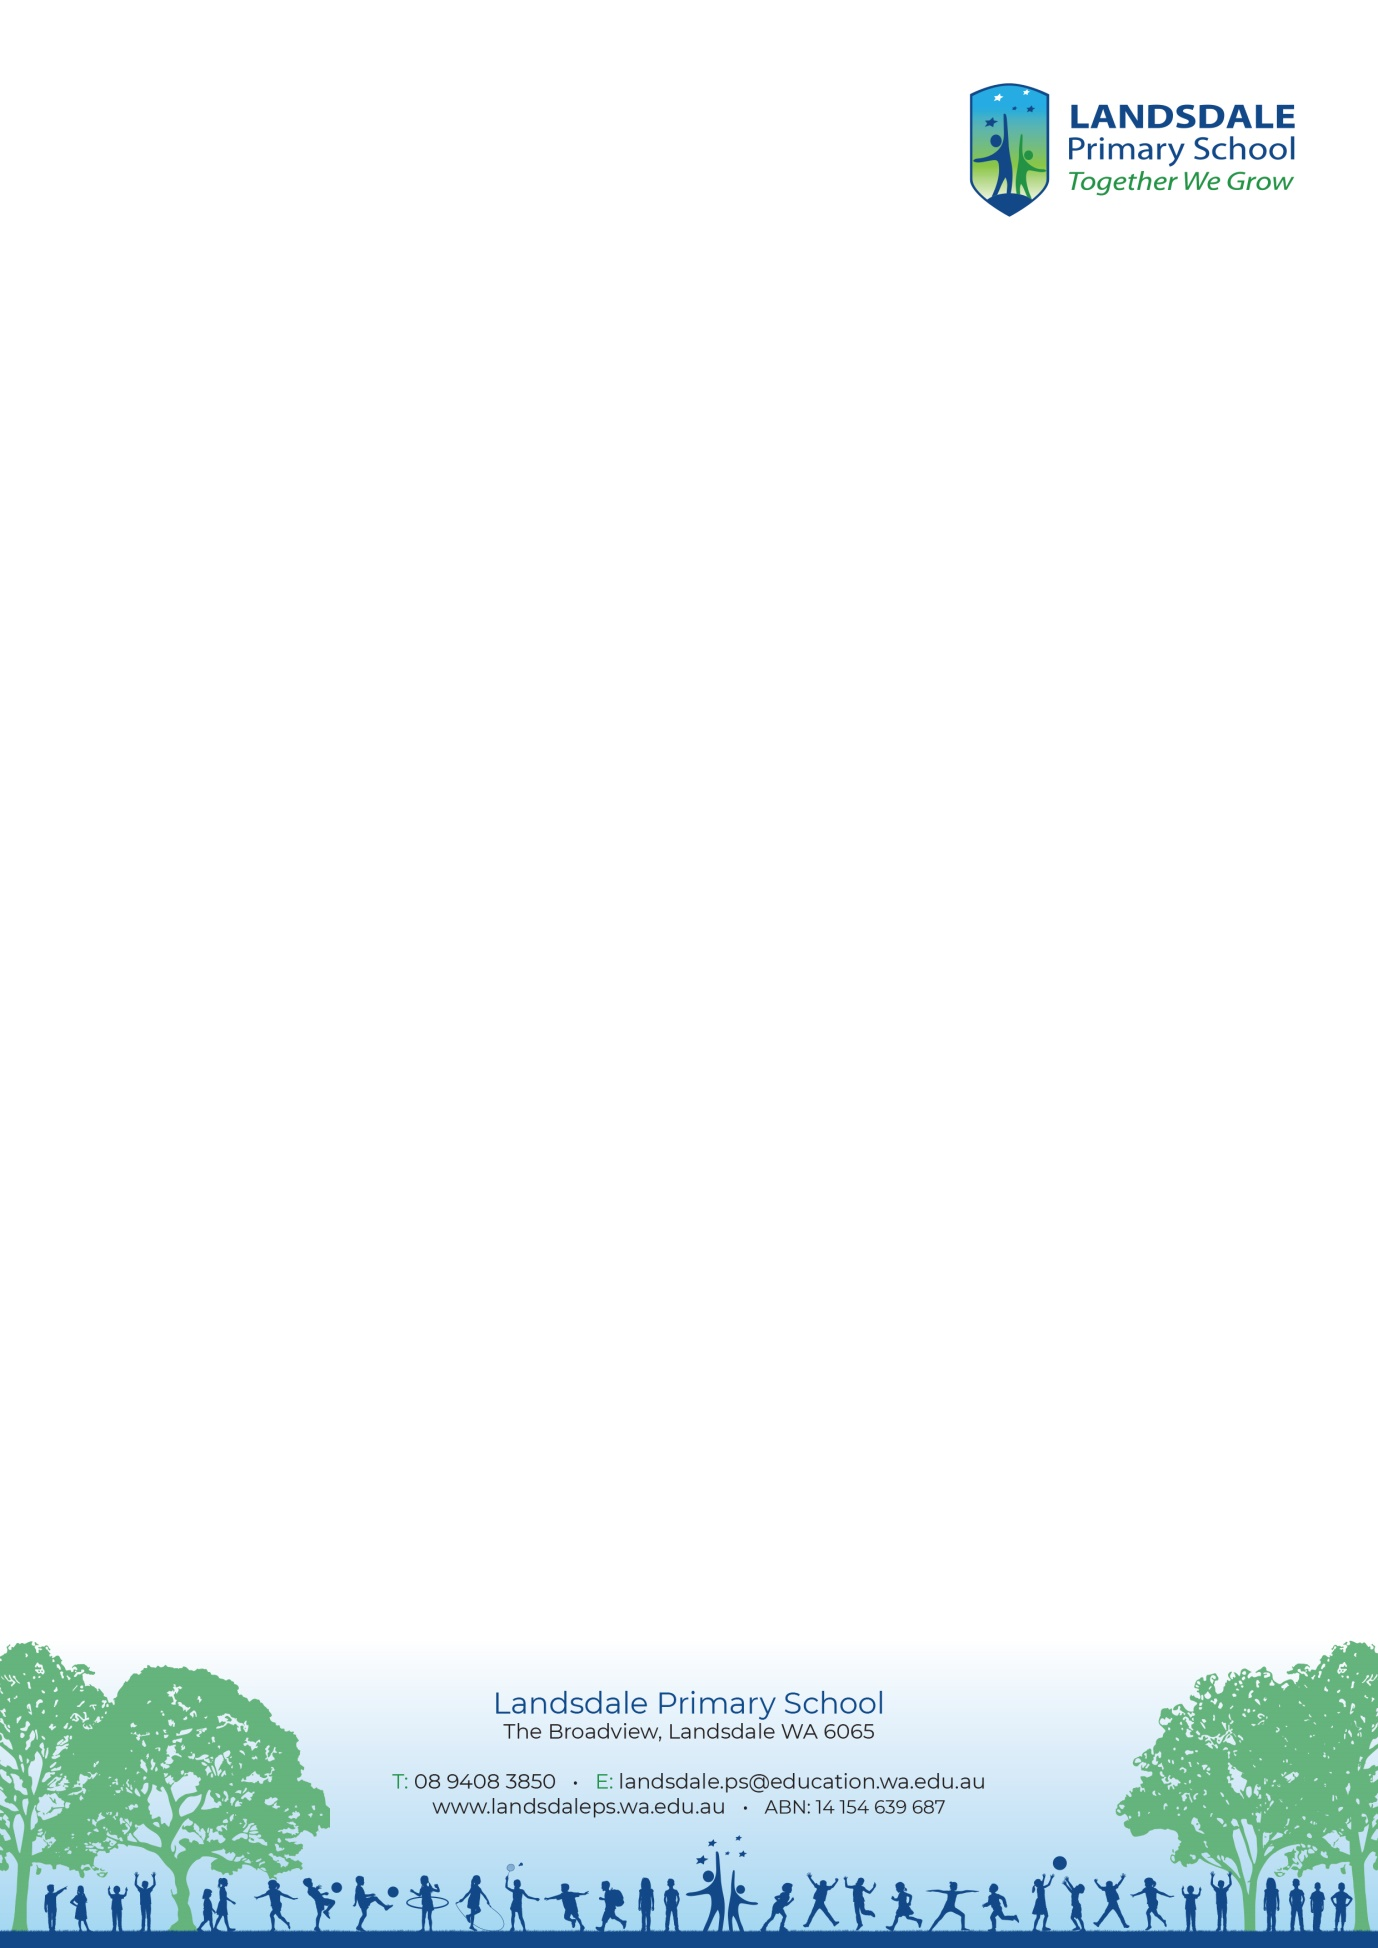 LANDSDALE
Primary School
Together We Grow
Landsdale Primary School
The Broadview, Landsdale WA 6065
T: 08 9408 3850 • E: landsdale.ps@education.wa.edu.au
www.landsdaleps.wa.edu.au • ABN: 14 154 639 687